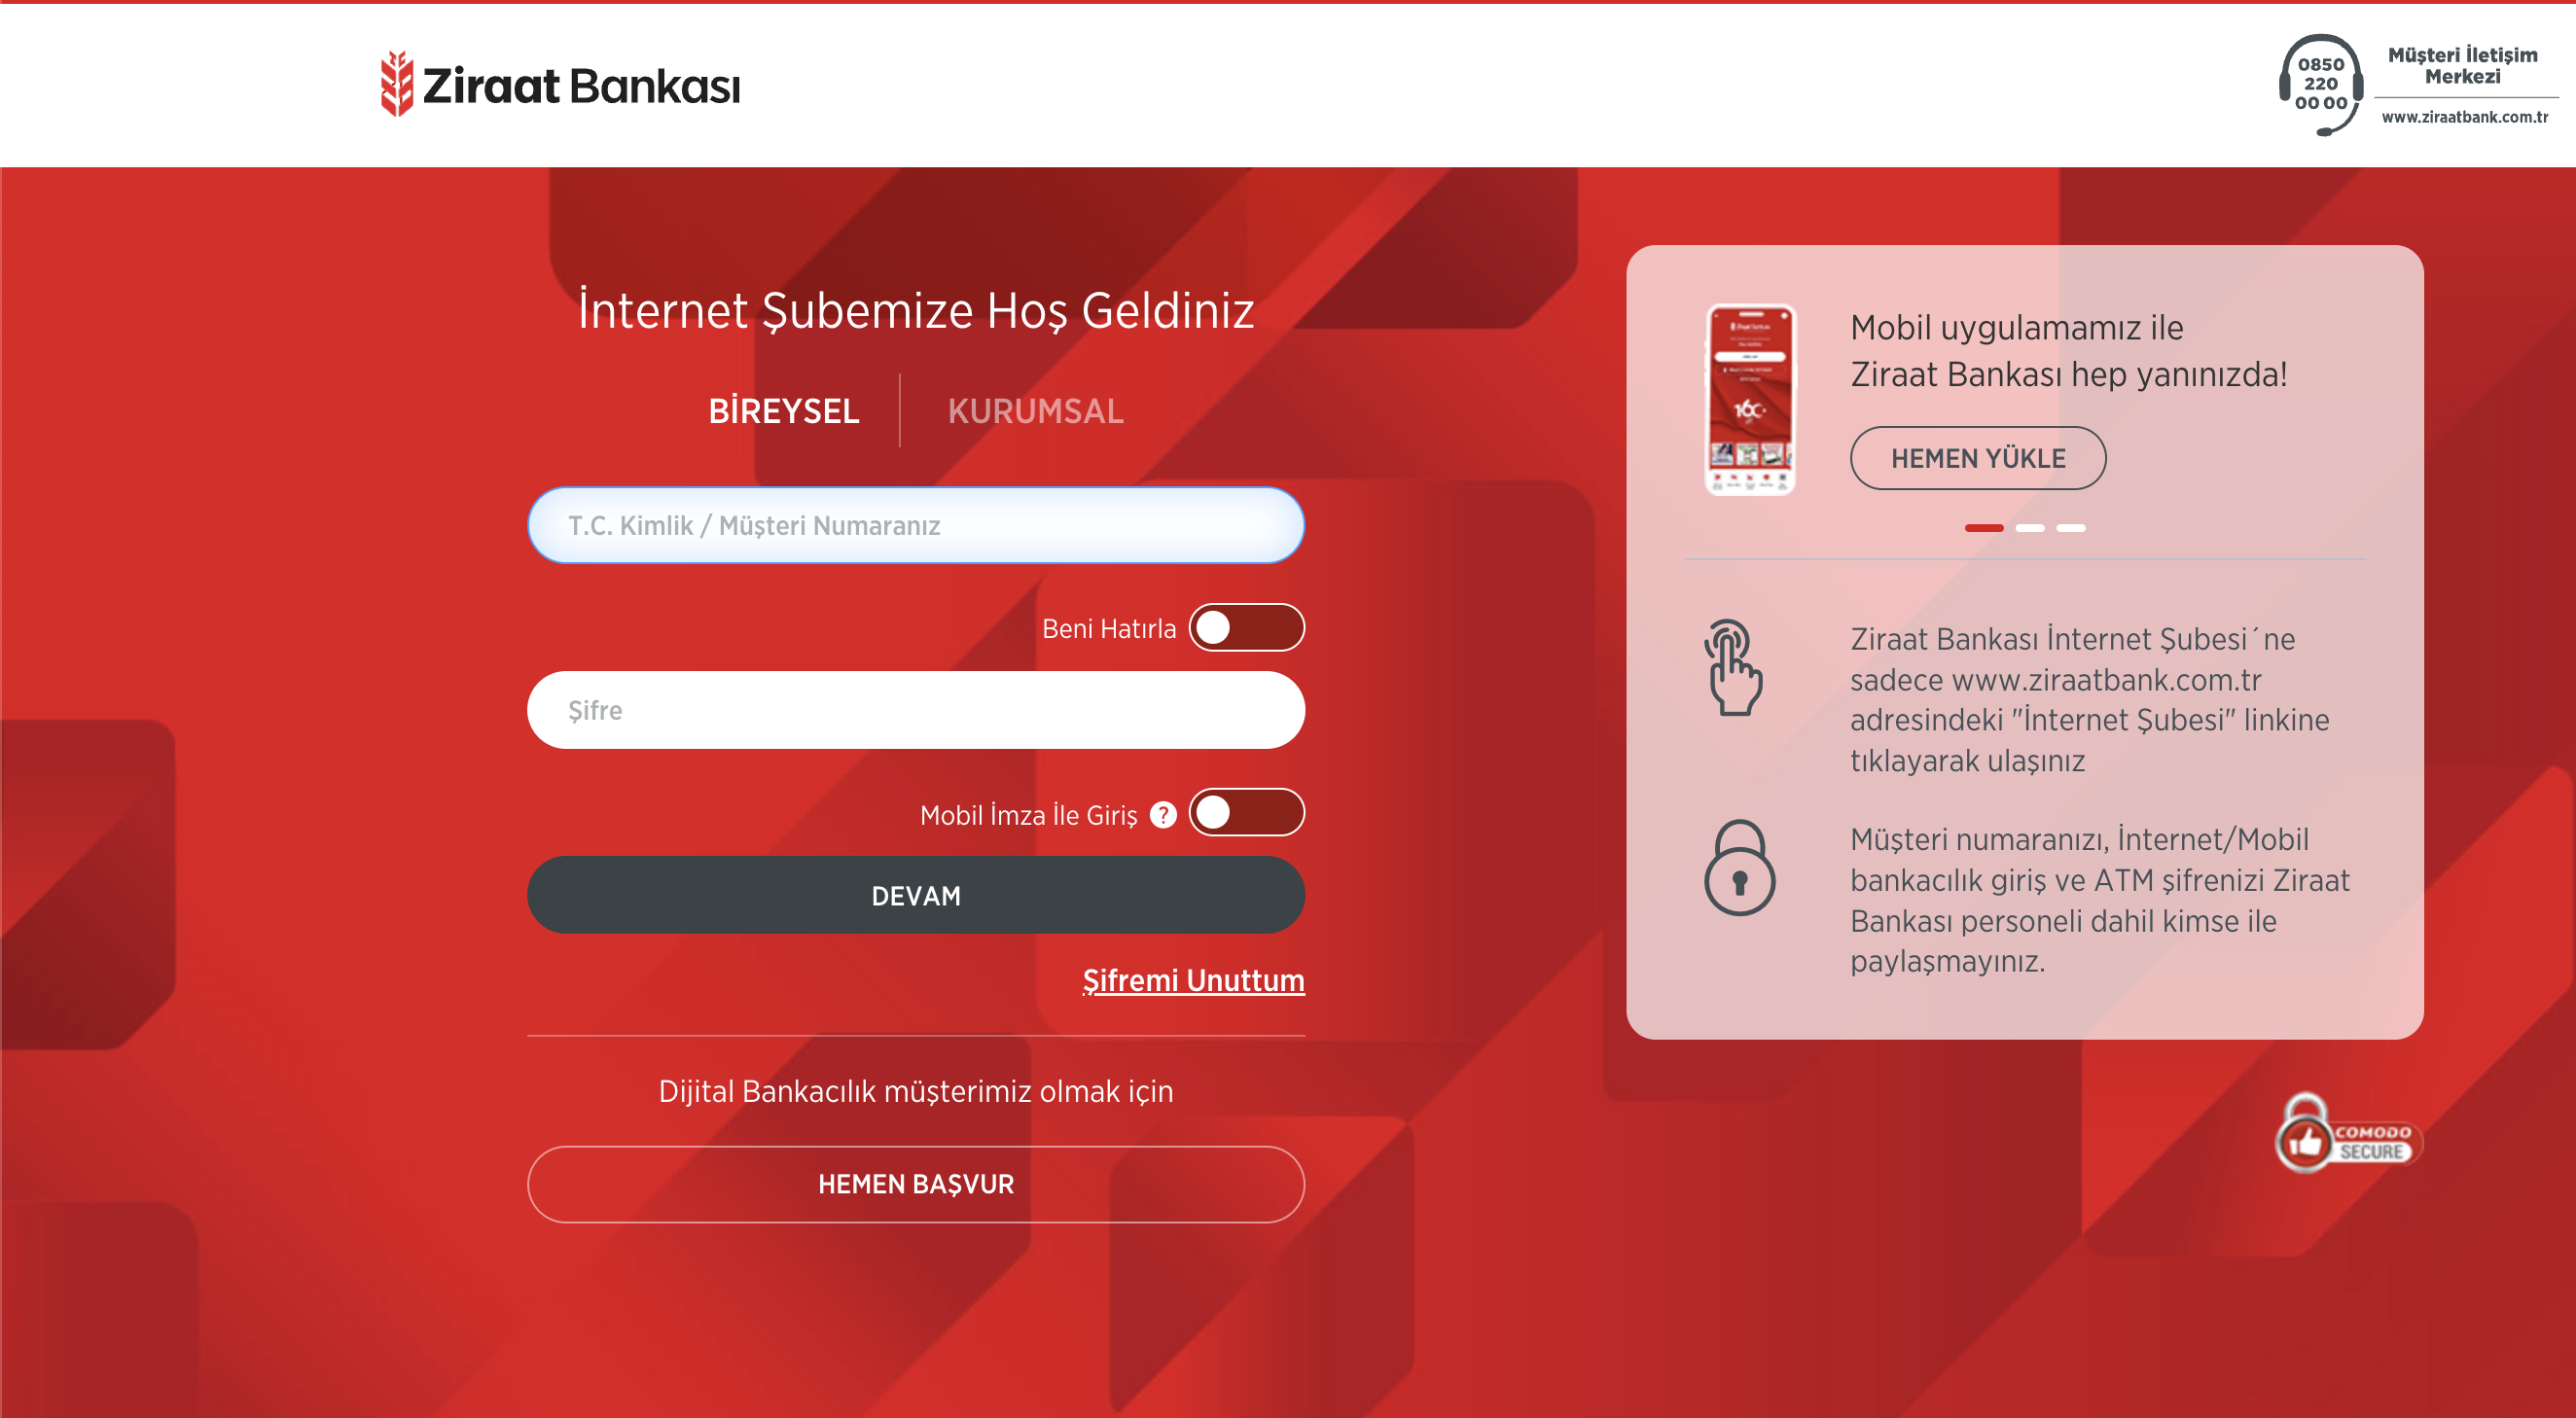 Ziraat Bankası
0850
220
00 00
Müşteri İletişim
Merkezi
www.ziraatbank.com.tr
İnternet Şubemize Hoş Geldiniz
BİREYSEL
KURUMSAL
T.C. Kimlik / Müşteri Numaranız
Beni Hatırla
Şifre
Mobil İmza İle Giriş ?
DEVAM
Şifremi Unuttum
Dijital Bankacılık müşterimiz olmak için
HEMEN BAŞVUR
Mobil uygulamamız ile
Ziraat Bankası hep yanınızda!
HEMEN YÜKLE
Ziraat Bankası İnternet Şubesi´ne
sadece www.ziraatbank.com.tr
adresindeki "İnternet Şubesi" linkine
tıklayarak ulaşınız
Müşteri numaranızı, İnternet/Mobil
bankacılık giriş ve ATM şifrenizi Ziraat
Bankası personeli dahil kimse ile
paylaşmayınız.
COMODO
SECURE